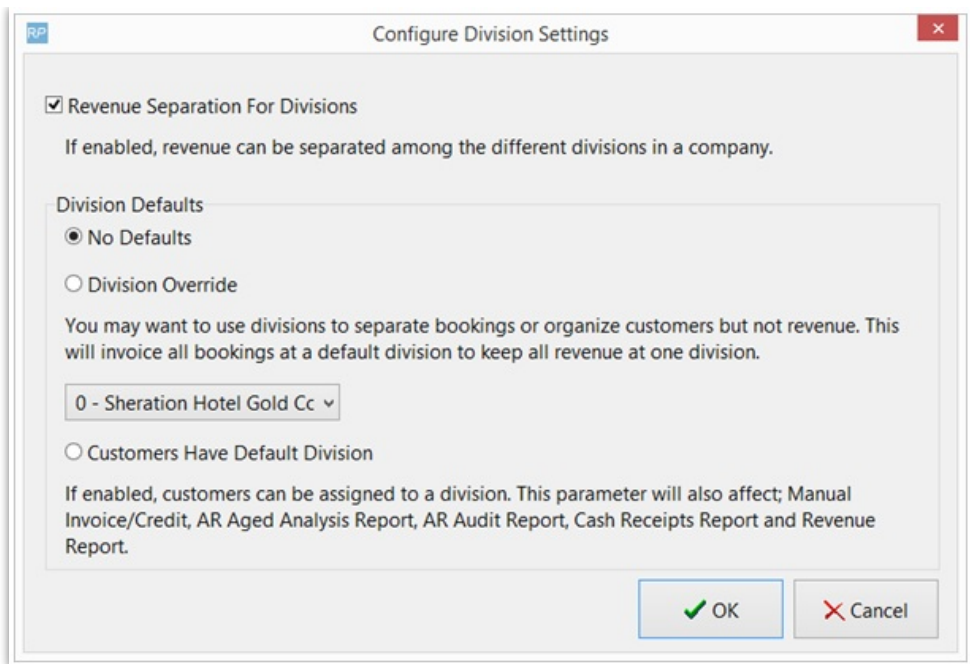 RP
Configure Division Settings
Revenue Separation For Divisions
If enabled, revenue can be separated among the different divisions in a company.
Division Defaults
No Defaults
Division Override
You may want to use divisions to separate bookings or organize customers but not revenue. This
will invoice all bookings at a default division to keep all revenue at one division.
0 - Sheration Hotel Gold Cc
Customers Have Default Division
If enabled, customers can be assigned to a division. This parameter will also affect; Manual
Invoice/Credit, AR Aged Analysis Report, AR Audit Report, Cash Receipts Report and Revenue
Report.
OK
Cancel